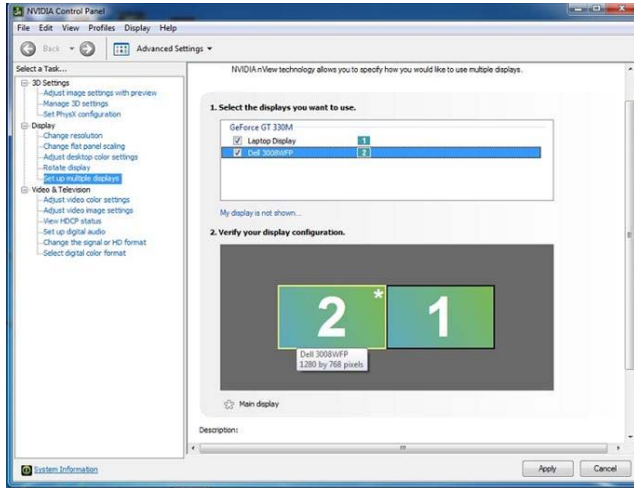 NVIDIA Control Panel
File Edit View Profiles Display Help
Back Advanced Settings
Select a Task...
3D Settings
Adjust image settings with preview
Manage 3D settings
Set PhysX configuration
Display
Change resolution
Change flat panel scaling
Adjust desktop color settings
Rotate display
Set up multiple displays
Video & Television
Adjust video color settings
Adjust video image settings
View HDCP status
Set up digital audio
Change the signal or HD format
Select digital color format
System Information
NVIDIA nView technology allows you to specify how you would like to use multiple displays.
1. Select the displays you want to use.
GeForce GT 330M
Laptop Display 1
Dell 3008WFP 2
My display is not shown...
2. Verify your display configuration.
2 * 1
Dell 3008WFP
1280 by 768 pixels
Main display
Description:
Apply Cancel